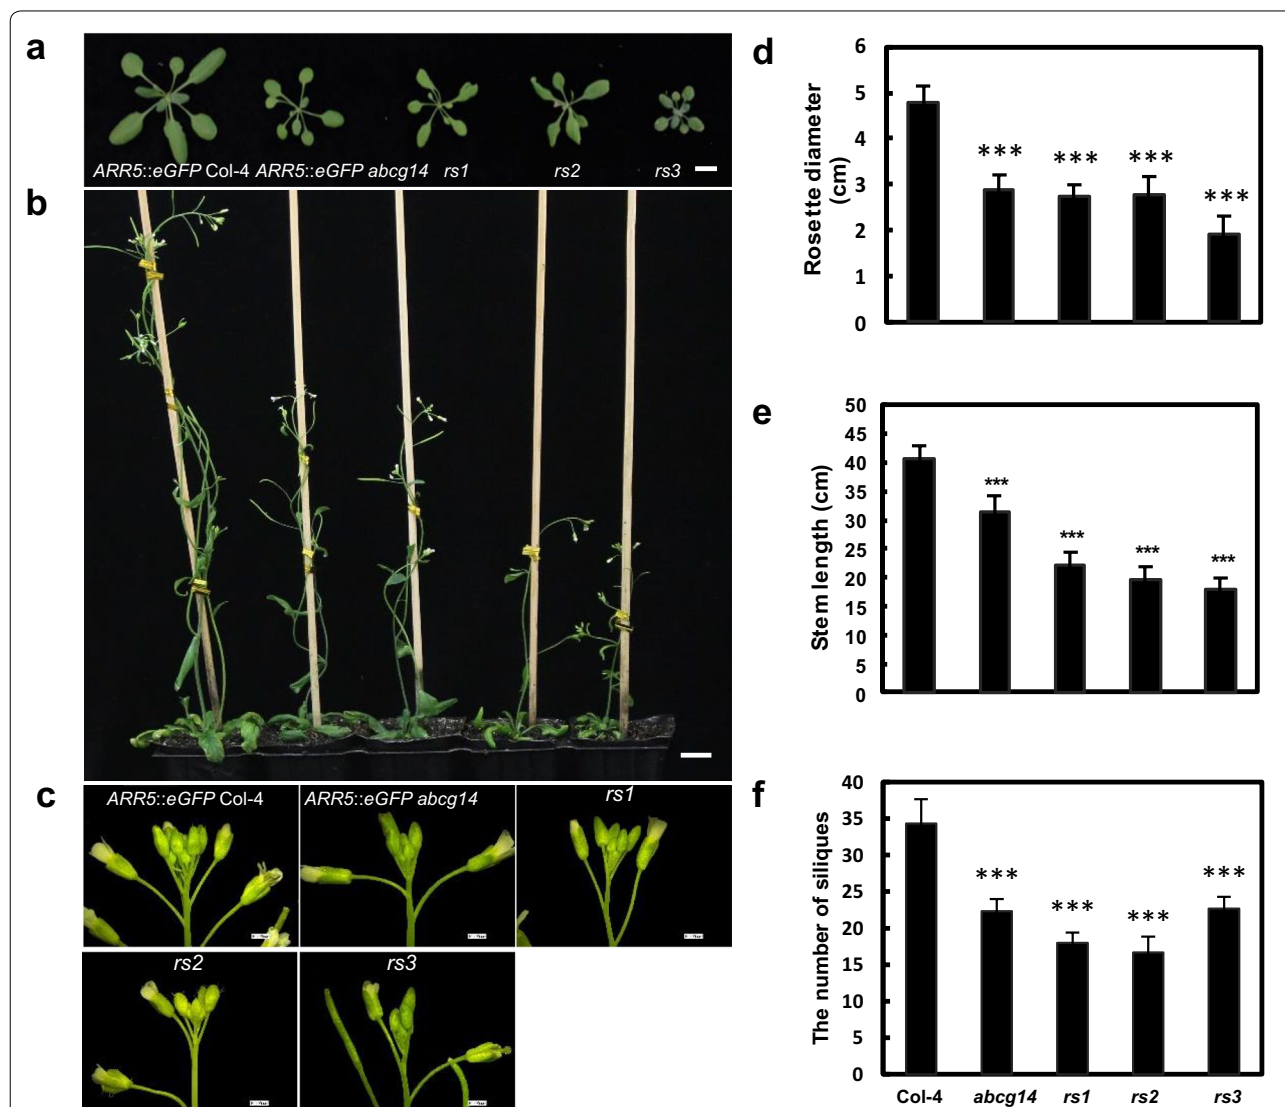 a
ARR5::eGFP Col-4 ARR5::eGFP abcg14 rs1 rs2 rs3
b
c
ARR5::eGFP Col-4 ARR5::eGFP abcg14 rs1
rs2 rs3
d
Rosette diameter
(cm)
6
5
4
3
2
1
0
***
***
***
***
e
Stem length (cm)
50
45
40
35
30
25
20
15
10
5
0
***
***
***
***
f
The number of siliques
40
35
30
25
20
15
10
5
0
***
***
***
***
Col-4 abcg14 rs1 rs2 rs3